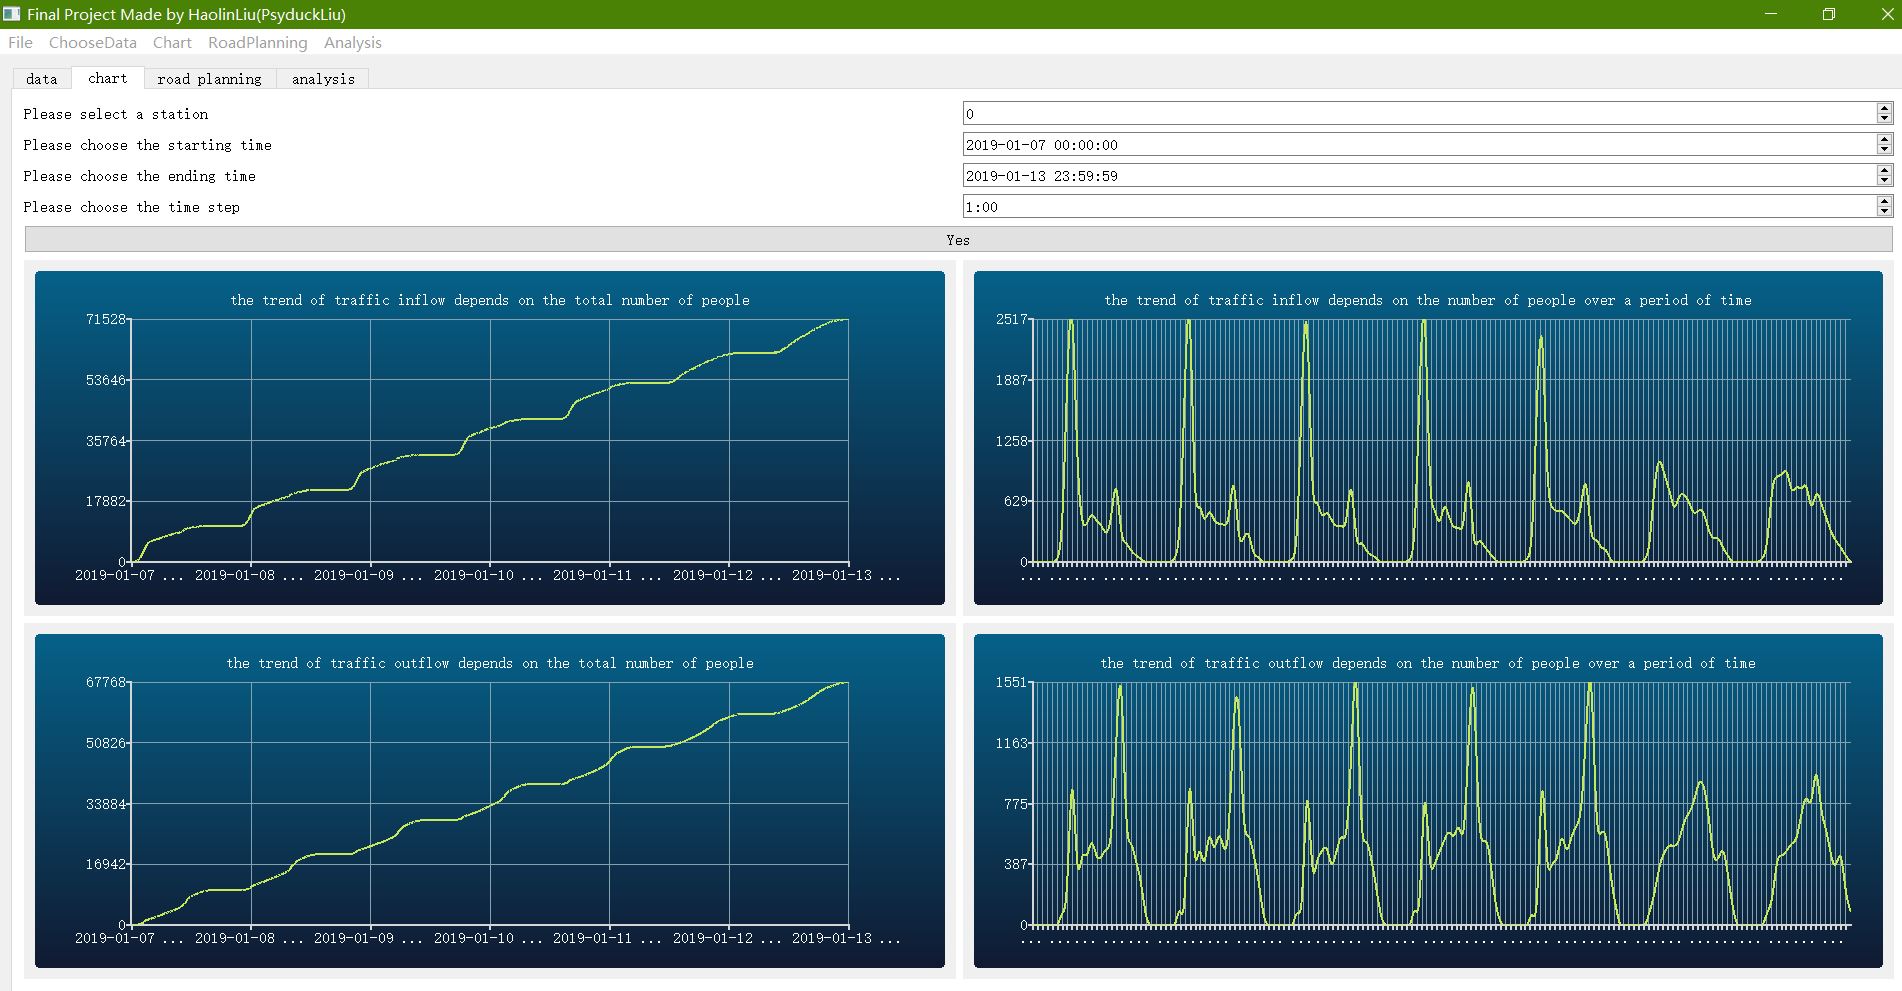 Final Project Made by HaolinLiu(PsyduckLiu)
File ChooseData Chart RoadPlanning Analysis
data chart road planning analysis
Please select a station 0
Please choose the starting time 2019-01-07 00:00:00
Please choose the ending time 2019-01-13 23:59:59
Please choose the time step 1:00
Yes
the trend of traffic inflow depends on the total number of people
71528
53646
35764
17882
0
2019-01-07 ... 2019-01-08 ... 2019-01-09 ... 2019-01-10 ... 2019-01-11 ... 2019-01-12 ... 2019-01-13 ...
the trend of traffic inflow depends on the number of people over a period of time
2517
1887
1258
629
0
the trend of traffic outflow depends on the total number of people
67768
50826
33884
16942
0
2019-01-07 ... 2019-01-08 ... 2019-01-09 ... 2019-01-10 ... 2019-01-11 ... 2019-01-12 ... 2019-01-13 ...
the trend of traffic outflow depends on the number of people over a period of time
1551
1163
775
387
0